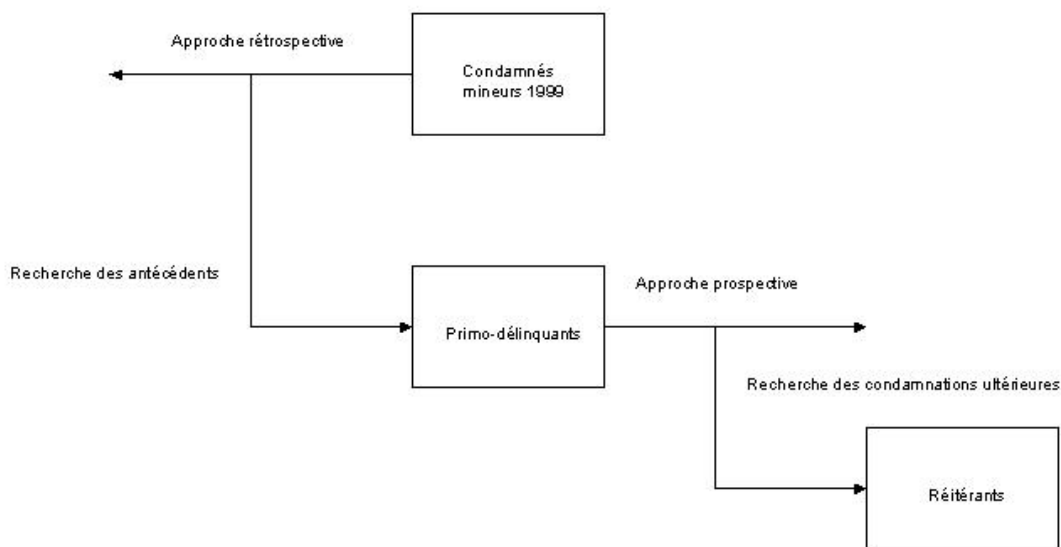 Approche rétrospective
Condamnés
mineurs 1999
Recherche des antécédents
Approche prospective
Primo-délinquants
Recherche des condamnations ultérieures
Réitérants